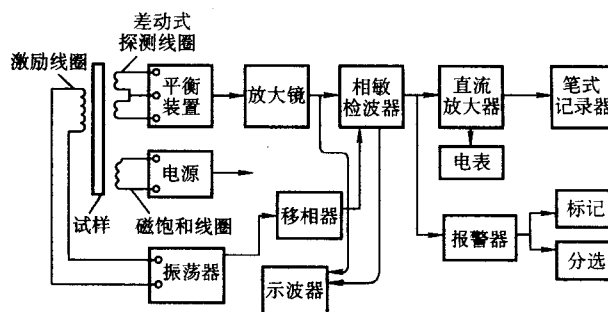 差动式
探测线圈
激励线圈
平衡
装置
放大镜
相敏
检波器
直流
放大器
笔式
记录器
电表
电源
试样
磁饱和线圈
移相器
标记
报警器
分选
振荡器
示波器